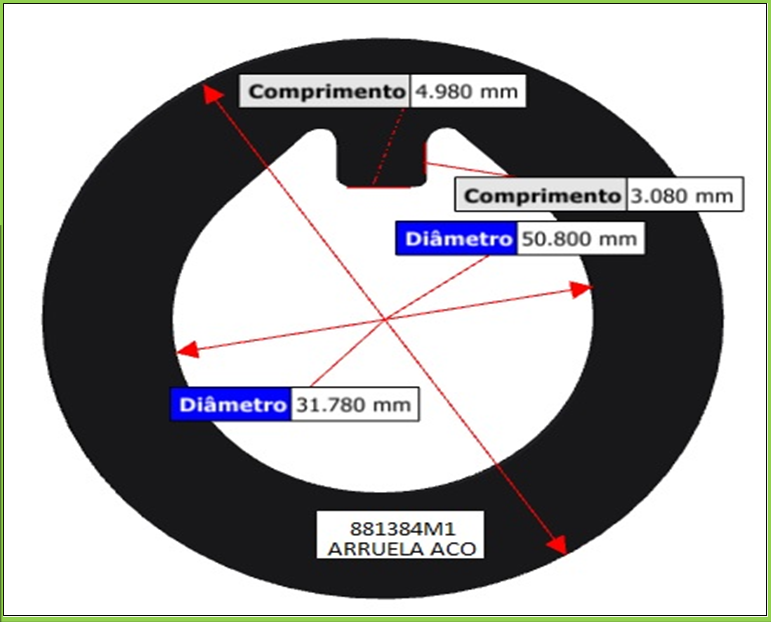 Comprimento 4.980 mm
Comprimento 3.080 mm
Diâmetro 50.800 mm
Diâmetro 31.780 mm
881384M1
ARRUELA ACO